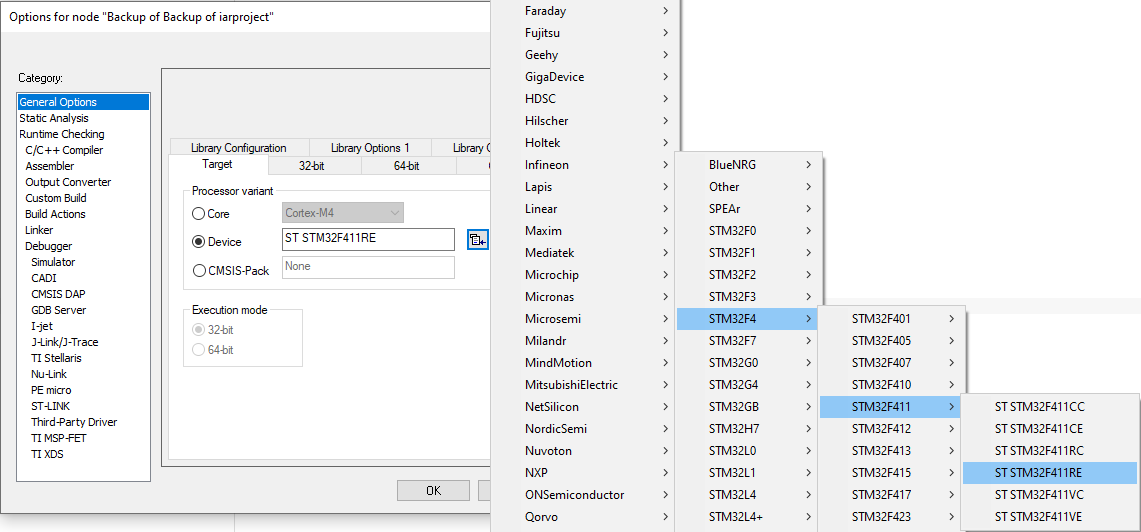 Options for node "Backup of Backup of iarproject"
Category:
General Options
Static Analysis
Runtime Checking
C/C++ Compiler
Assembler
Output Converter
Custom Build
Build Actions
Linker
Debugger
Simulator
CADI
CMSIS DAP
GDB Server
I-jet
J-Link/J-Trace
TI Stellaris
Nu-Link
PE micro
ST-LINK
Third-Party Driver
TI MSP-FET
TI XDS
Library Configuration
Library Options 1
Library
Target
32-bit
64-bit
Processor variant
Core
Cortex-M4
Device
ST STM32F411RE
CMSIS-Pack
None
Execution mode
32-bit
64-bit
OK
Faraday
Fujitsu
Geehy
GigaDevice
HDSC
Hilscher
Holtek
Infineon
Lapis
Linear
Maxim
Mediatek
Microchip
Micronas
Microsemi
Milandr
MindMotion
MitsubishiElectric
NetSilicon
NordicSemi
Nuvoton
NXP
ONSemiconductor
Qorvo
BlueNRG
Other
SPEAr
STM32F0
STM32F1
STM32F2
STM32F3
STM32F4
STM32F7
STM32G0
STM32G4
STM32GB
STM32H7
STM32L0
STM32L1
STM32L4
STM32L4+
STM32F401
STM32F405
STM32F407
STM32F410
STM32F411
STM32F412
STM32F413
STM32F415
STM32F417
STM32F423
ST STM32F411CC
ST STM32F411CE
ST STM32F411RC
ST STM32F411RE
ST STM32F411VC
ST STM32F411VE